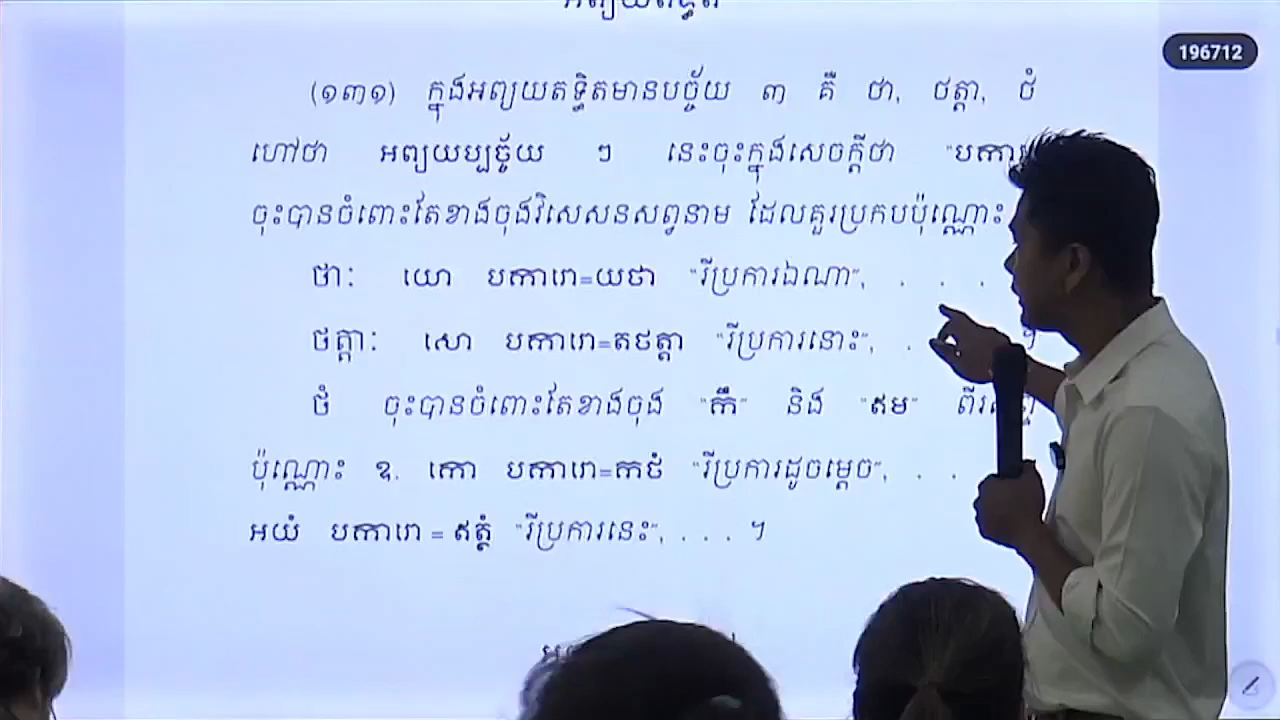 196712
(១៣១) ក្នុងអព្យយតទ្ធិតមានបច្ច័យ ៣ គឺ ថា, ថត្តា, ថំ
ហៅថា អព្យយប្បច្ច័យ ៗ នេះចុះក្នុងសេចក្តីថា
ចុះបានចំពោះតែខាងចុងវិសេសនសព្វនាម ដែលគួរប្រកបប៉ុណ្ណោះ
ថាៈ យោ បការោ=យថា "រីប្រការឯណា", . . .
ថត្តាៈ សោ បការោ=តថត្តា "រីប្រការនោះ", .
ថំ ចុះបានចំពោះតែខាងចុង "កឹ" និង "ឥម"
ប៉ុណ្ណោះ ឧ. កោ បការោ=កថំ "រីប្រការដូចម្តេច", . .
អយំ បការោ = ឥត្ថំ "រីប្រការនេះ", . . . ។